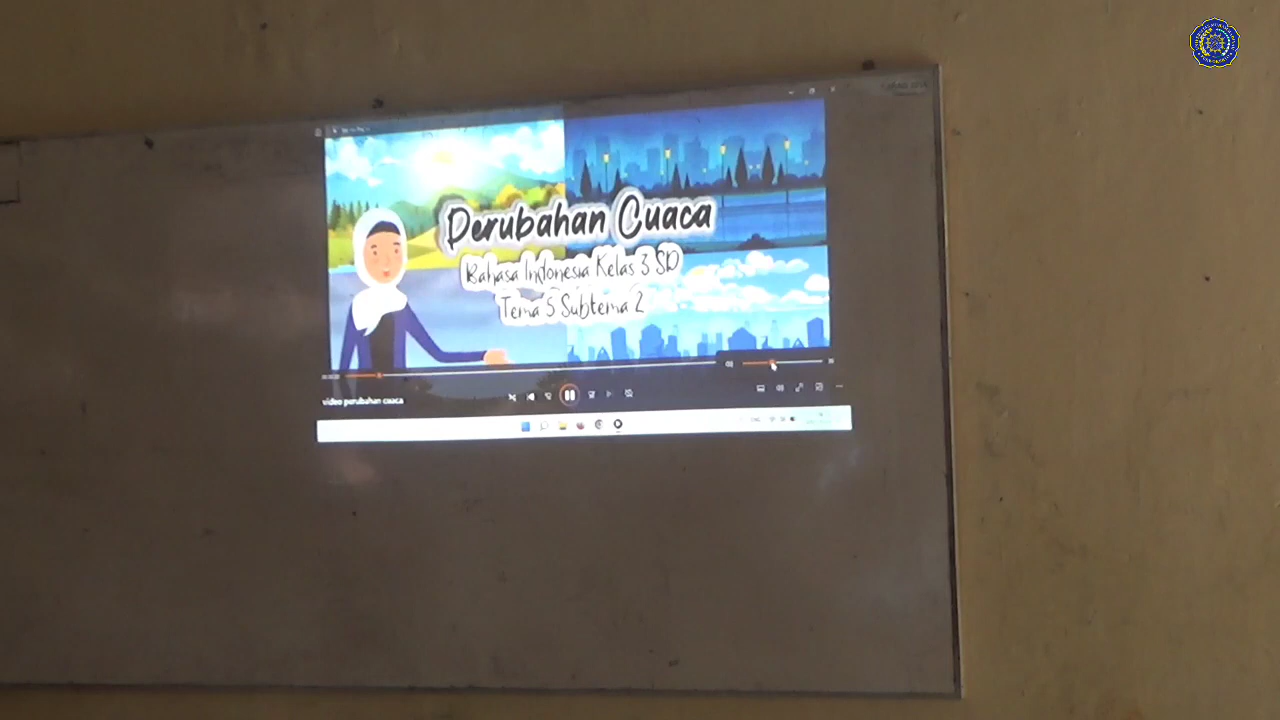 Perubahan Cuaca
Bahasa Indonesia Kelas 3 SD
Tema 5 Subtema 2
video perubahan cuaca